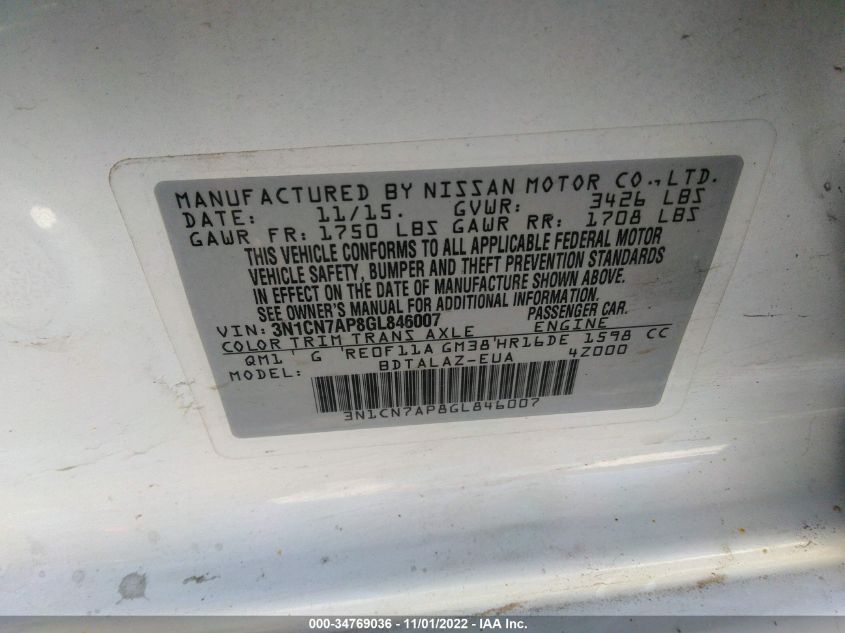 MANUFACTURED BY NISSAN MOTOR CO., LTD.
DATE: 11/15. GVWR: 3426 LBS
GAWR FR: 1750 LBS GAWR RR: 1708 LBS
THIS VEHICLE CONFORMS TO ALL APPLICABLE FEDERAL MOTOR
VEHICLE SAFETY, BUMPER AND THEFT PREVENTION STANDARDS
IN EFFECT ON THE DATE OF MANUFACTURE SHOWN ABOVE.
SEE OWNER'S MANUAL FOR ADDITIONAL INFORMATION.
VIN: 3N1CN7AP8GL846007 PASSENGER CAR.
COLOR TRIM TRANS AXLE ENGINE
QM1 G RE0F11A GM38 HR16DE 1598 CC
MODEL: BDTALAZ-EUA 4Z000
3N1CN7AP8GL846007
000-34769036 - 11/01/2022 - IAA Inc.